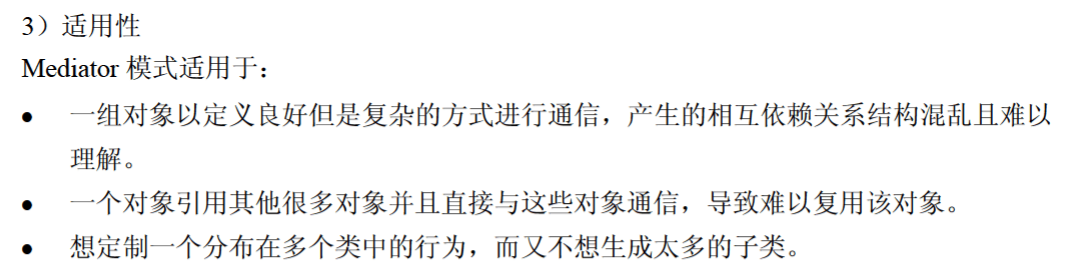 3）适用性
Mediator 模式适用于：
● 一组对象以定义良好但是复杂的方式进行通信，产生的相互依赖关系结构混乱且难以
理解。
● 一个对象引用其他很多对象并且直接与这些对象通信，导致难以复用该对象。
● 想定制一个分布在多个类中的行为，而又不想生成太多的子类。